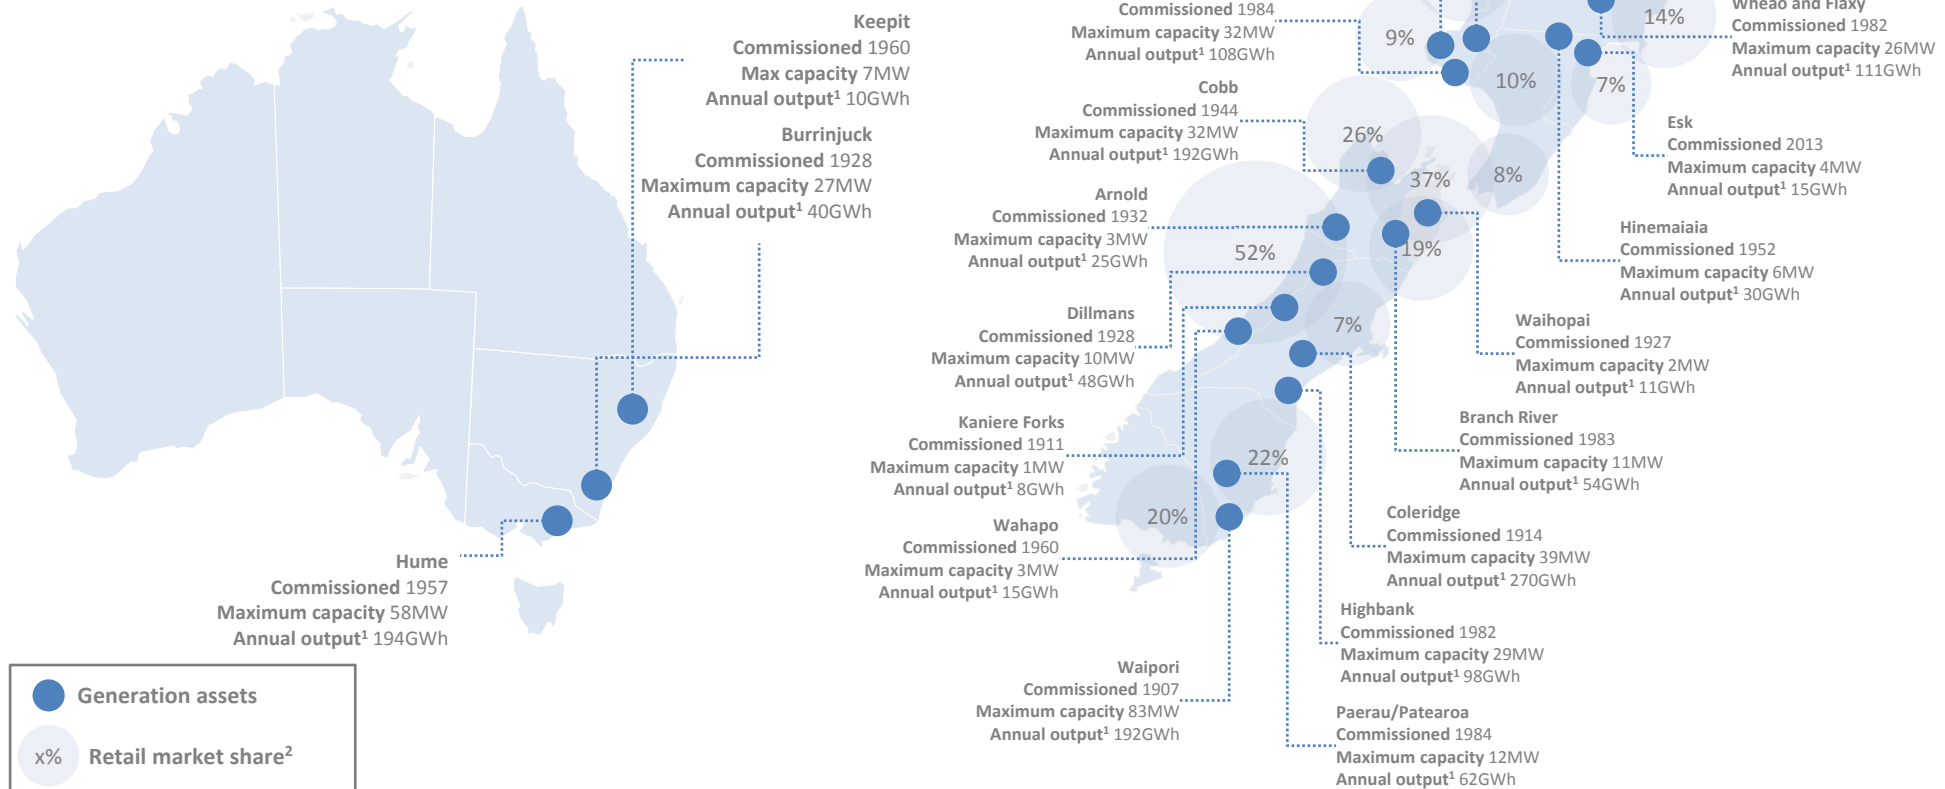 Keepit
Commissioned 1960
Max capacity 7MW
Annual output¹ 10GWh
Burrinjuck
Commissioned 1928
Maximum capacity 27MW
Annual output¹ 40GWh
Hume
Commissioned 1957
Maximum capacity 58MW
Annual output¹ 194GWh
Generation assets
x% Retail market share²
Commissioned 1984
Maximum capacity 32MW
Annual output¹ 108GWh
Cobb
Commissioned 1944
Maximum capacity 32MW
Annual output¹ 192GWh
Arnold
Commissioned 1932
Maximum capacity 3MW
Annual output¹ 25GWh
Dillmans
Commissioned 1928
Maximum capacity 10MW
Annual output¹ 48GWh
Kaniere Forks
Commissioned 1911
Maximum capacity 1MW
Annual output¹ 8GWh
Wahapo
Commissioned 1960
Maximum capacity 3MW
Annual output¹ 15GWh
Waipori
Commissioned 1907
Maximum capacity 83MW
Annual output¹ 192GWh
14%
9%
10%
7%
26%
37%
8%
52%
19%
7%
22%
20%
Wheao and Flaxy
Commissioned 1982
Maximum capacity 26MW
Annual output¹ 111GWh
Esk
Commissioned 2013
Maximum capacity 4MW
Annual output¹ 15GWh
Hinemaiaia
Commissioned 1952
Maximum capacity 6MW
Annual output¹ 30GWh
Waihopai
Commissioned 1927
Maximum capacity 2MW
Annual output¹ 11GWh
Branch River
Commissioned 1983
Maximum capacity 11MW
Annual output¹ 54GWh
Coleridge
Commissioned 1914
Maximum capacity 39MW
Annual output¹ 270GWh
Highbank
Commissioned 1982
Maximum capacity 29MW
Annual output¹ 98GWh
Paerau/Patearoa
Commissioned 1984
Maximum capacity 12MW
Annual output¹ 62GWh